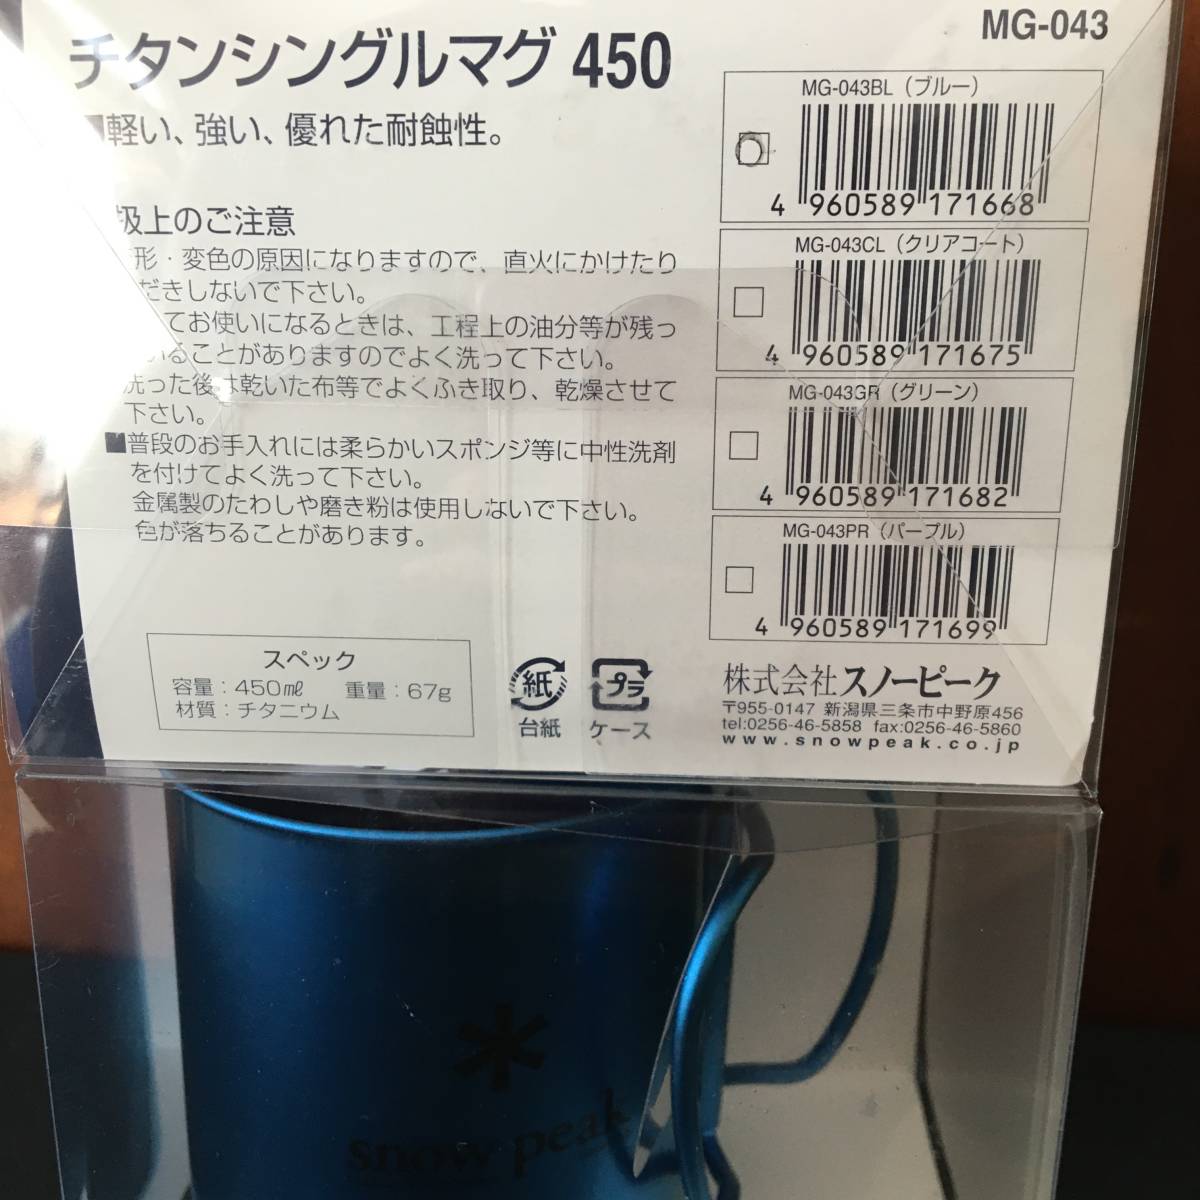 チタンシングルマグ 450
MG-043
■軽い、強い、優れた耐蝕性。
扱上のご注意
形・変色の原因になりますので、直火にかけたり
だきしないで下さい。
てお使いになるときは、工程上の油分等が残っ
いることがありますのでよく洗って下さい。
洗った後は乾いた布等でよくふき取り、乾燥させて
下さい。
■普段のお手入れには柔らかいスポンジ等に中性洗剤
を付けてよく洗って下さい。
金属製のたわしや磨き粉は使用しないで下さい。
色が落ちることがあります。
MG-043BL（ブルー）
4 960589 171668
MG-043CL（クリアコート）
4 960589 171675
MG-043GR（グリーン）
4 960589 171682
MG-043PR（パープル）
4 960589 171699
スペック
容量：450㎖ 重量：67g
材質：チタニウム
紙
台紙
プラ
ケース
株式会社スノーピーク
〒955-0147 新潟県三条市中野原456
tel:0256-46-5858 fax:0256-46-5860
www.snowpeak.co.jp
snow peak